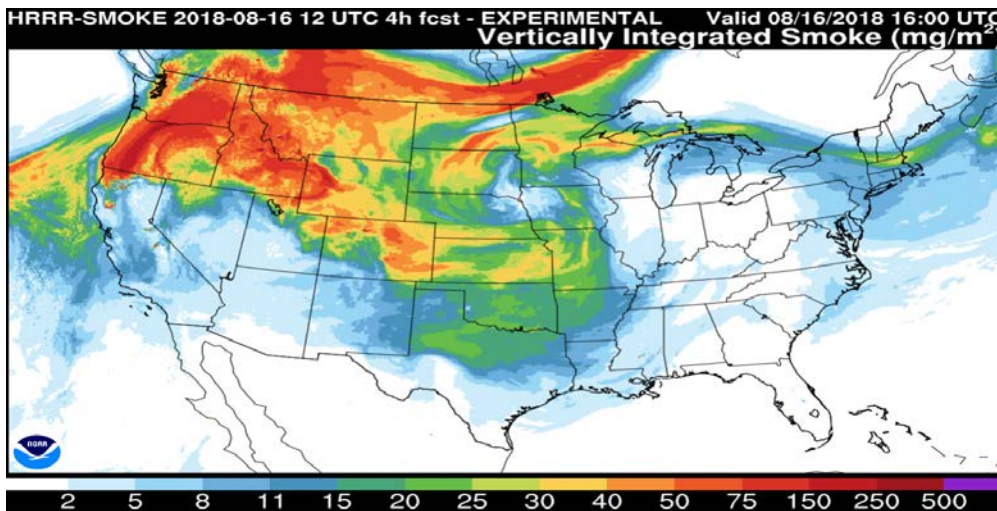 HRRR-SMOKE 2018-08-16 12 UTC 4h fcst - EXPERIMENTAL Valid 08/16/2018 16:00 UTC
Vertically Integrated Smoke (mg/m²
NOAA
2 5 8 11 15 20 25 30 40 50 75 150 250 500